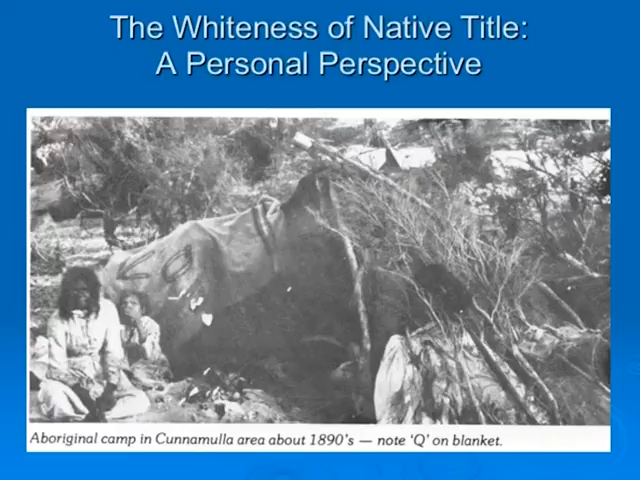 The Whiteness of Native Title:
A Personal Perspective
Aboriginal camp in Cunnamulla area about 1890's — note 'Q' on blanket.